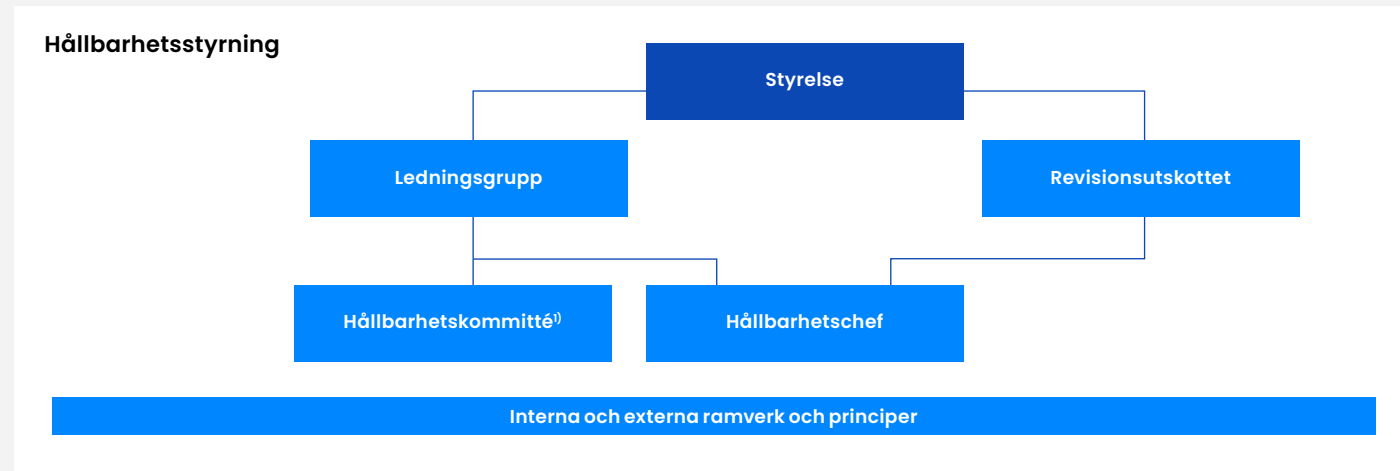 Hållbarhetsstyrning
Styrelse
Ledningsgrupp
Revisionsutskottet
Hållbarhetskommitté¹⁾
Hållbarhetschef
Interna och externa ramverk och principer